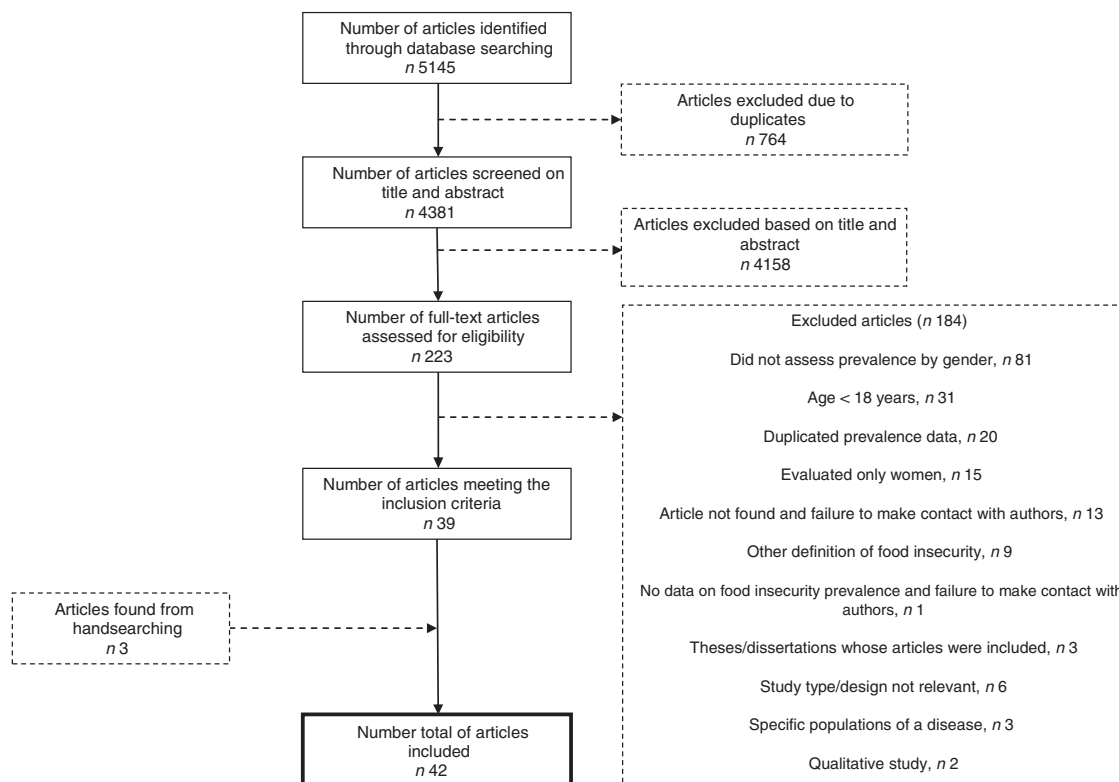 Number of articles identified
through database searching
n 5145
Articles excluded due to
duplicates
n 764
Number of articles screened on
title and abstract
n 4381
Articles excluded based on title and
abstract
n 4158
Number of full-text articles
assessed for eligibility
n 223
Excluded articles (n 184)
Did not assess prevalence by gender, n 81
Age < 18 years, n 31
Duplicated prevalence data, n 20
Evaluated only women, n 15
Article not found and failure to make contact with authors, n 13
Other definition of food insecurity, n 9
No data on food insecurity prevalence and failure to make contact with
authors, n 1
Theses/dissertations whose articles were included, n 3
Study type/design not relevant, n 6
Specific populations of a disease, n 3
Qualitative study, n 2
Number of articles meeting the
inclusion criteria
n 39
Articles found from
handsearching
n 3
Number total of articles
included
n 42